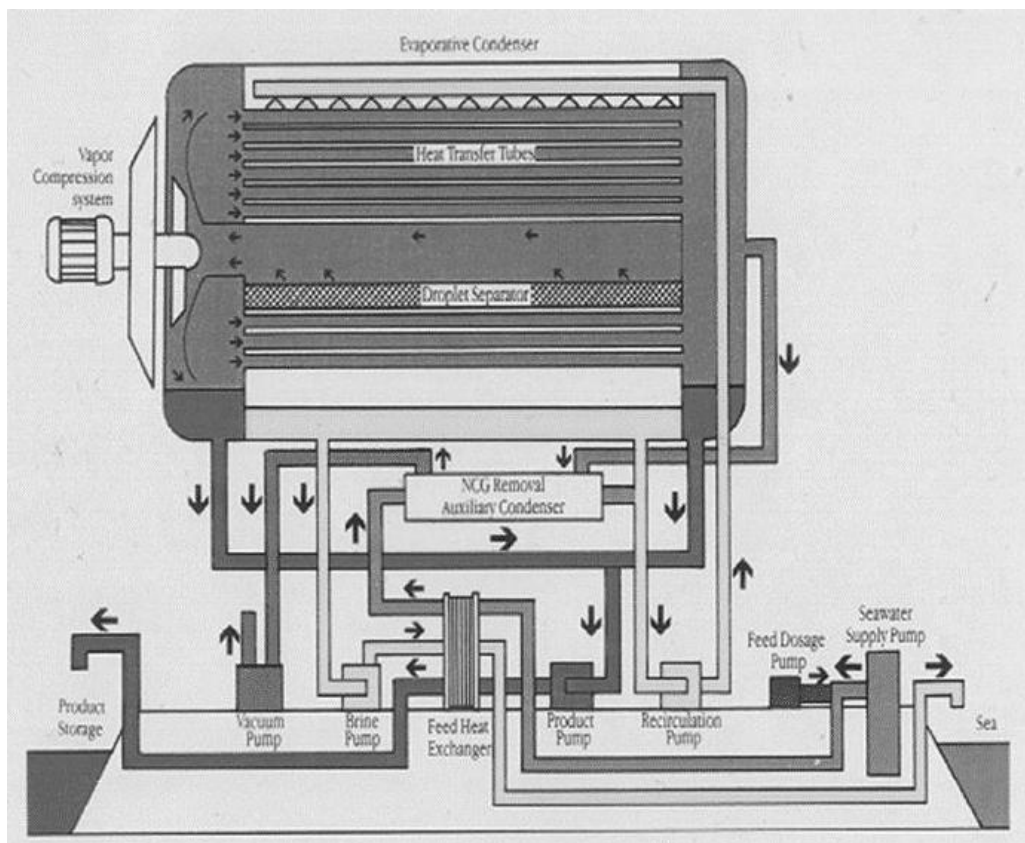 Evaporative Condenser
Vapor
Compression
system
Heat Transfer Tubes
Droplet Separator
NCG Removal
Auxiliary Condenser
Seawater
Supply Pump
Feed Dosage
Pump
Product
Storage
Vacuum
Pump
Brine
Pump
Feed Heat
Exchanger
Product
Pump
Recirculation
Pump
Sea